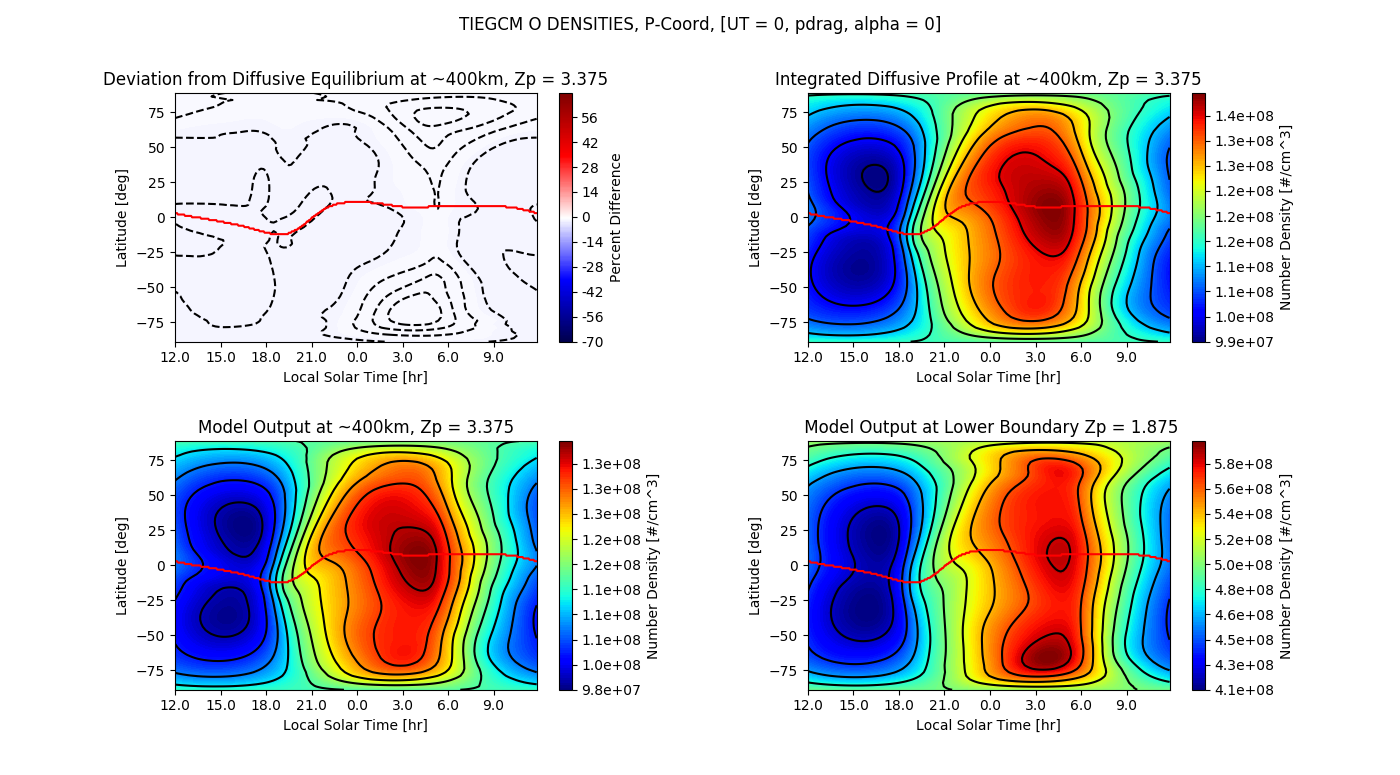 TIEGCM O DENSITIES, P-Coord, [UT = 0, pdrag, alpha = 0]
Deviation from Diffusive Equilibrium at ~400km, Zp = 3.375
75
50
25
0
−25
−50
−75
Latitude [deg]
12.0 15.0 18.0 21.0 0.0 3.0 6.0 9.0
Local Solar Time [hr]
56
42
28
14
0
-14
-28
-42
-56
-70
Percent Difference
Integrated Diffusive Profile at ~400km, Zp = 3.375
75
50
25
0
−25
−50
−75
Latitude [deg]
12.0 15.0 18.0 21.0 0.0 3.0 6.0 9.0
Local Solar Time [hr]
1.4e+08
1.3e+08
1.3e+08
1.2e+08
1.2e+08
1.2e+08
1.1e+08
1.1e+08
1.0e+08
9.9e+07
Number Density [#/cm^3]
Model Output at ~400km, Zp = 3.375
75
50
25
0
−25
−50
−75
Latitude [deg]
12.0 15.0 18.0 21.0 0.0 3.0 6.0 9.0
Local Solar Time [hr]
1.3e+08
1.3e+08
1.3e+08
1.2e+08
1.2e+08
1.1e+08
1.1e+08
1.1e+08
1.0e+08
9.8e+07
Number Density [#/cm^3]
Model Output at Lower Boundary Zp = 1.875
75
50
25
0
−25
−50
−75
Latitude [deg]
12.0 15.0 18.0 21.0 0.0 3.0 6.0 9.0
Local Solar Time [hr]
5.8e+08
5.6e+08
5.4e+08
5.2e+08
5.0e+08
4.8e+08
4.6e+08
4.5e+08
4.3e+08
4.1e+08
Number Density [#/cm^3]